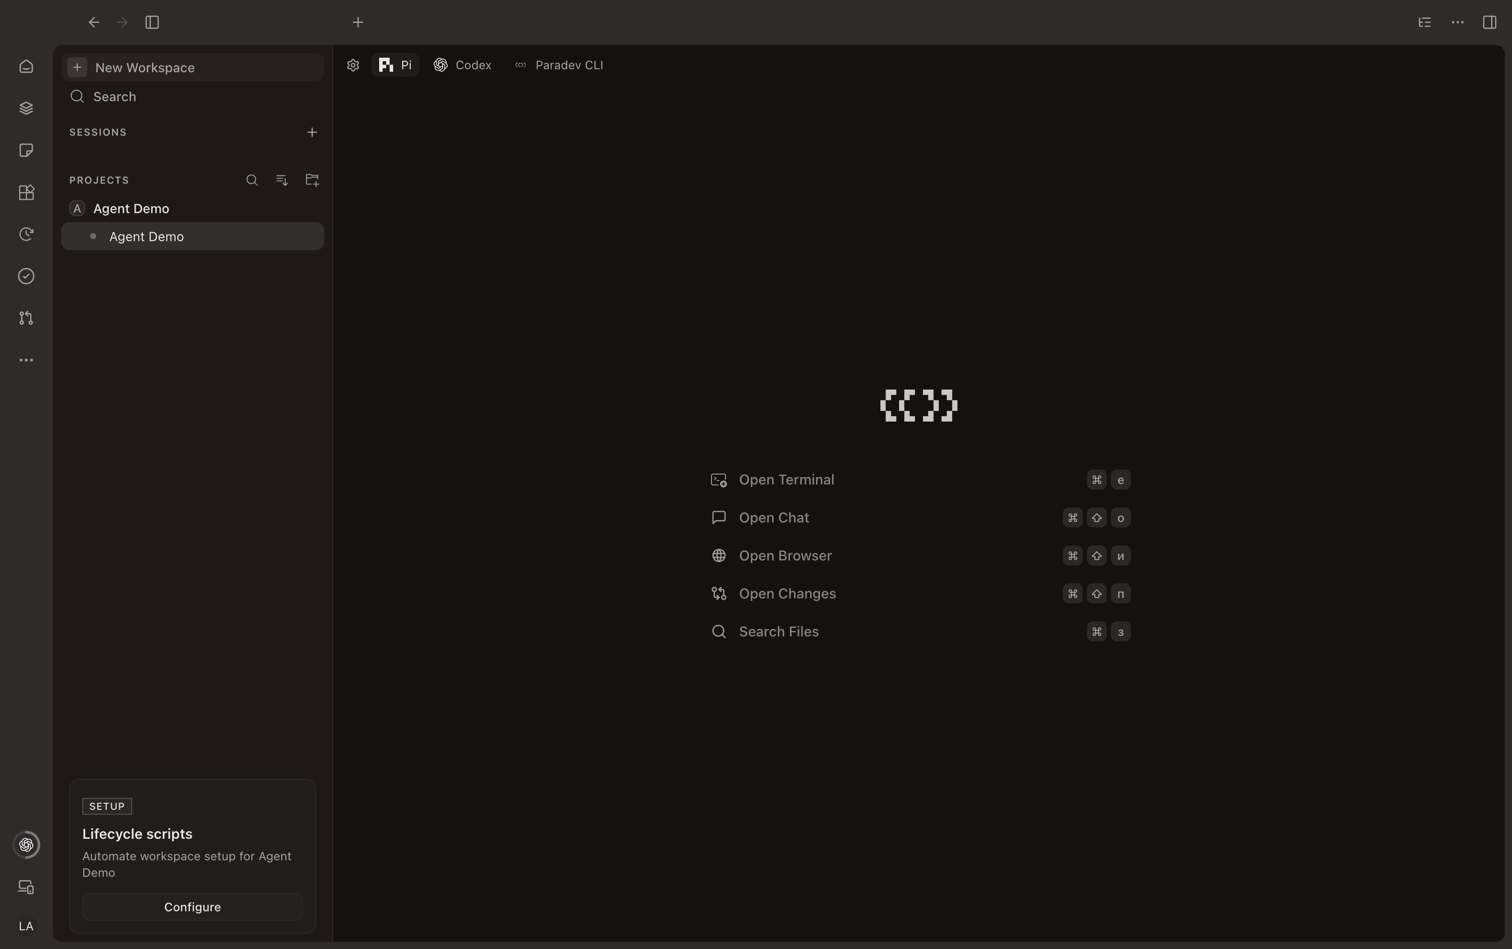 New Workspace
Search
SESSIONS
PROJECTS
A Agent Demo
Agent Demo
SETUP
Lifecycle scripts
Automate workspace setup for Agent
Demo
Configure
LA
Pi
Codex
Paradev CLI
Open Terminal ⌘ е
Open Chat ⌘ ⇧ о
Open Browser ⌘ ⇧ и
Open Changes ⌘ ⇧ п
Search Files ⌘ з